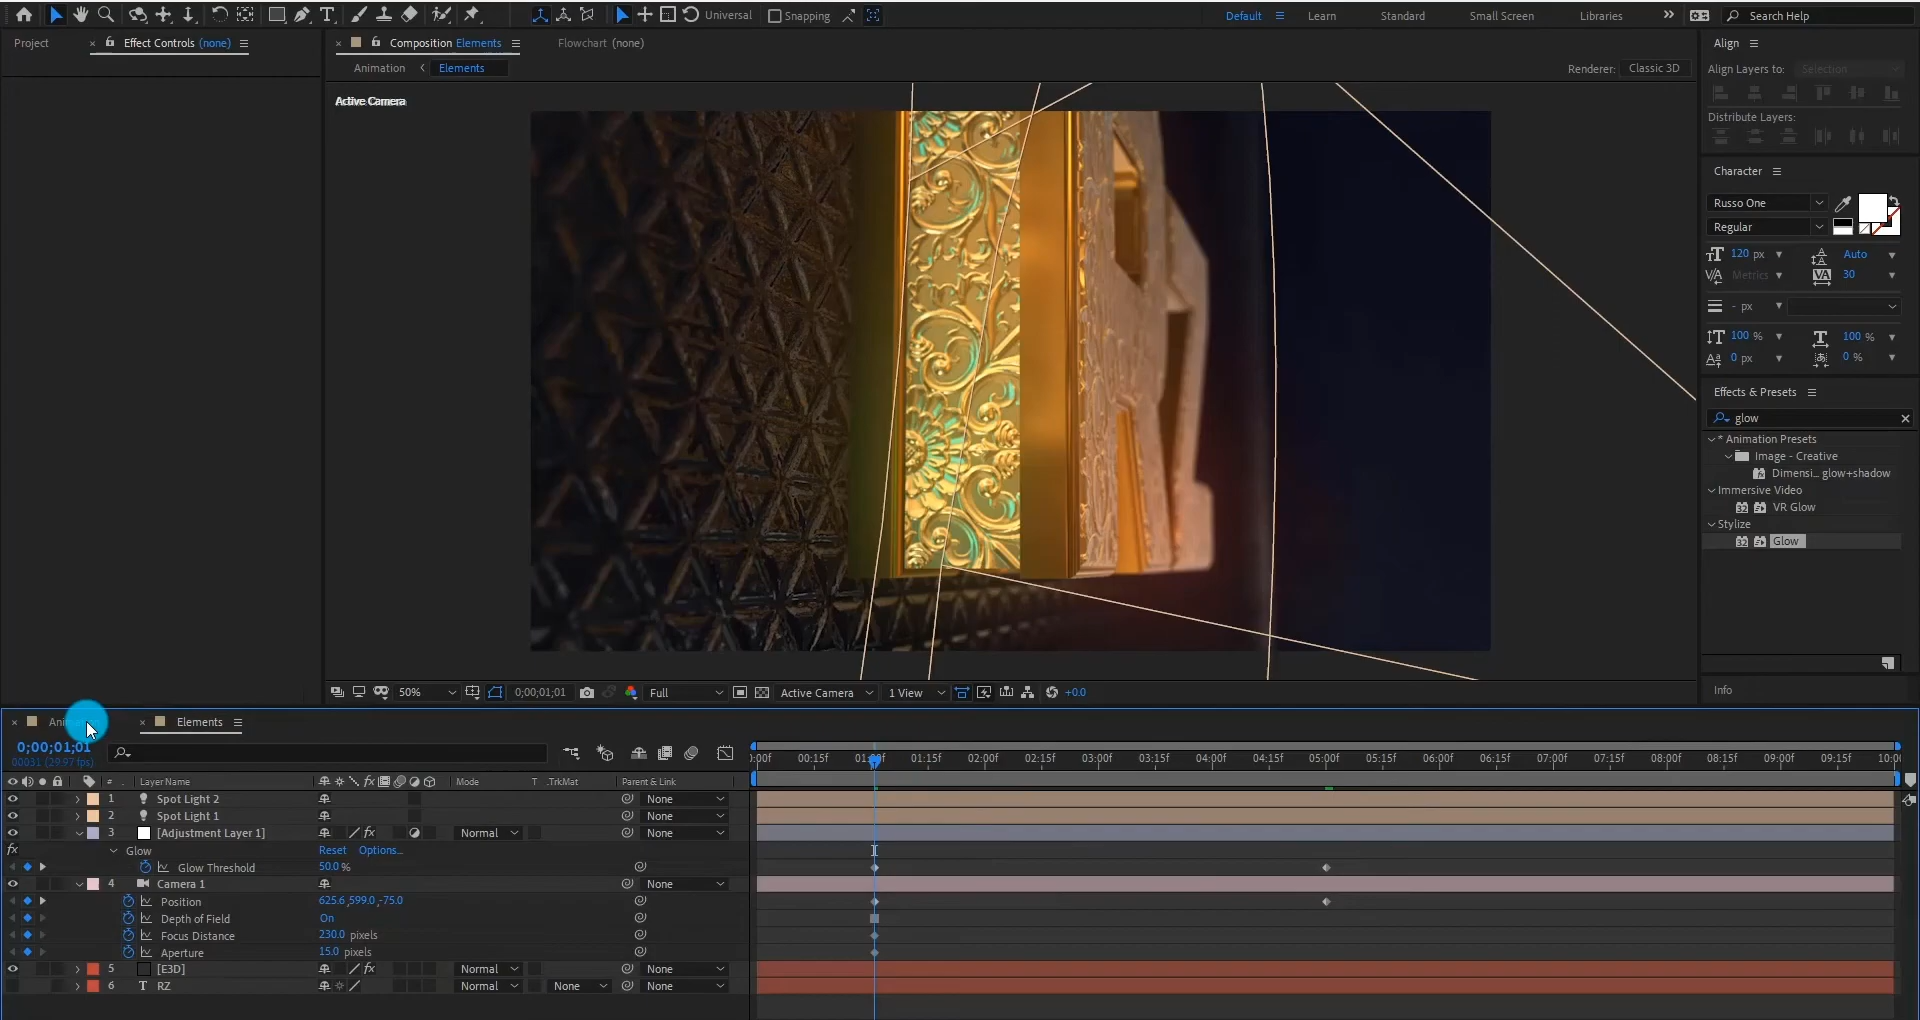 Universal Snapping Default Learn Standard Small Screen Libraries Search Help
Project Effect Controls (none) Composition Elements Flowchart (none) Align
Animation Elements Renderer: Classic 3D Align Layers to: Selection
Active Camera
Distribute Layers:
Character
Russo One
Regular
120 px Auto
Metrics 30
- px
100 % 100 %
0 px 0 %
Effects & Presets
glow
* Animation Presets
Image - Creative
Dimensi... glow+shadow
Immersive Video
VR Glow
Stylize
Glow
50% 0;00;01;01 Full Active Camera 1 View +0.0 Info
Elements
0;00;01;01
00031 (29.97 fps)
00:15f 01:15f 02:00f 02:15f 03:00f 03:15f 04:00f 04:15f 05:00f 05:15f 06:00f 06:15f 07:00f 07:15f 08:00f 08:15f 09:00f 09:15f
# Layer Name Mode T .TrkMat Parent & Link
1 Spot Light 2 None
2 Spot Light 1 None
3 [Adjustment Layer 1] Normal None
Glow Reset Options...
Glow Threshold 50.0 %
4 Camera 1 None
Position 625.6,599.0,-75.0
Depth of Field On
Focus Distance 230.0 pixels
Aperture 15.0 pixels
5 [E3D] Normal None
6 T RZ Normal None None